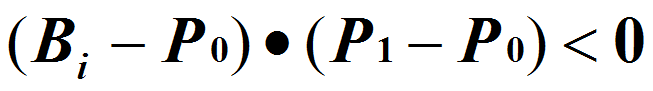 (B_i − P_0) • (P_1 − P_0) < 0